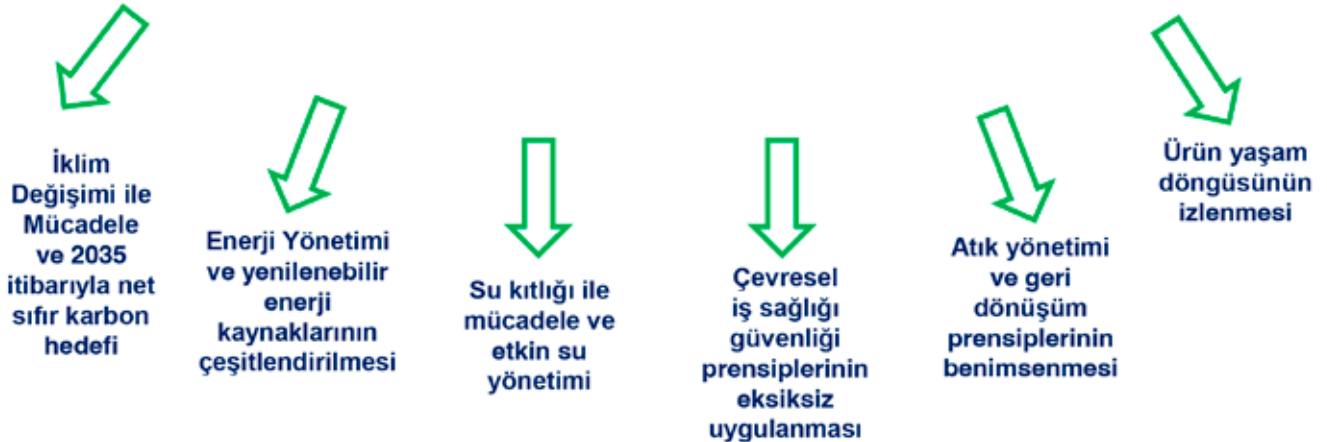 İklim
Değişimi ile
Mücadele
ve 2035
itibarıyla net
sıfır karbon
hedefi
Enerji Yönetimi
ve yenilenebilir
enerji
kaynaklarının
çeşitlendirilmesi
Su kıtlığı ile
mücadele ve
etkin su
yönetimi
Çevresel
iş sağlığı
güvenliği
prensiplerinin
eksiksiz
uygulanması
Atık yönetimi
ve geri
dönüşüm
prensiplerinin
benimsenmesi
Ürün yaşam
döngüsünün
izlenmesi